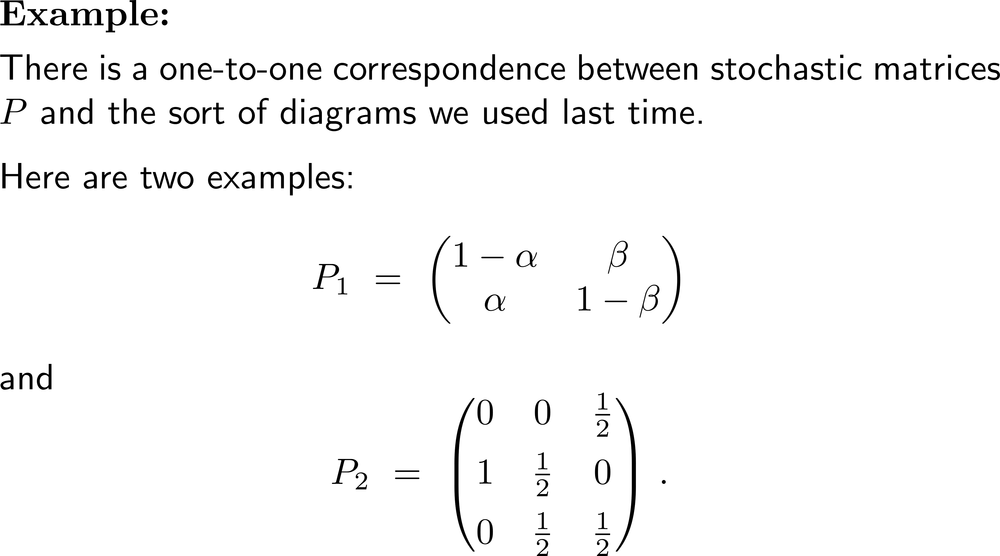 Example:
There is a one-to-one correspondence between stochastic matrices
P and the sort of diagrams we used last time.
Here are two examples:
$P_1 = \begin{pmatrix} 1-\alpha & \beta \\ \alpha & 1-\beta \end{pmatrix}$
and
$P_2 = \begin{pmatrix} 0 & 0 & \frac{1}{2} \\ 1 & \frac{1}{2} & 0 \\ 0 & \frac{1}{2} & \frac{1}{2} \end{pmatrix} .$